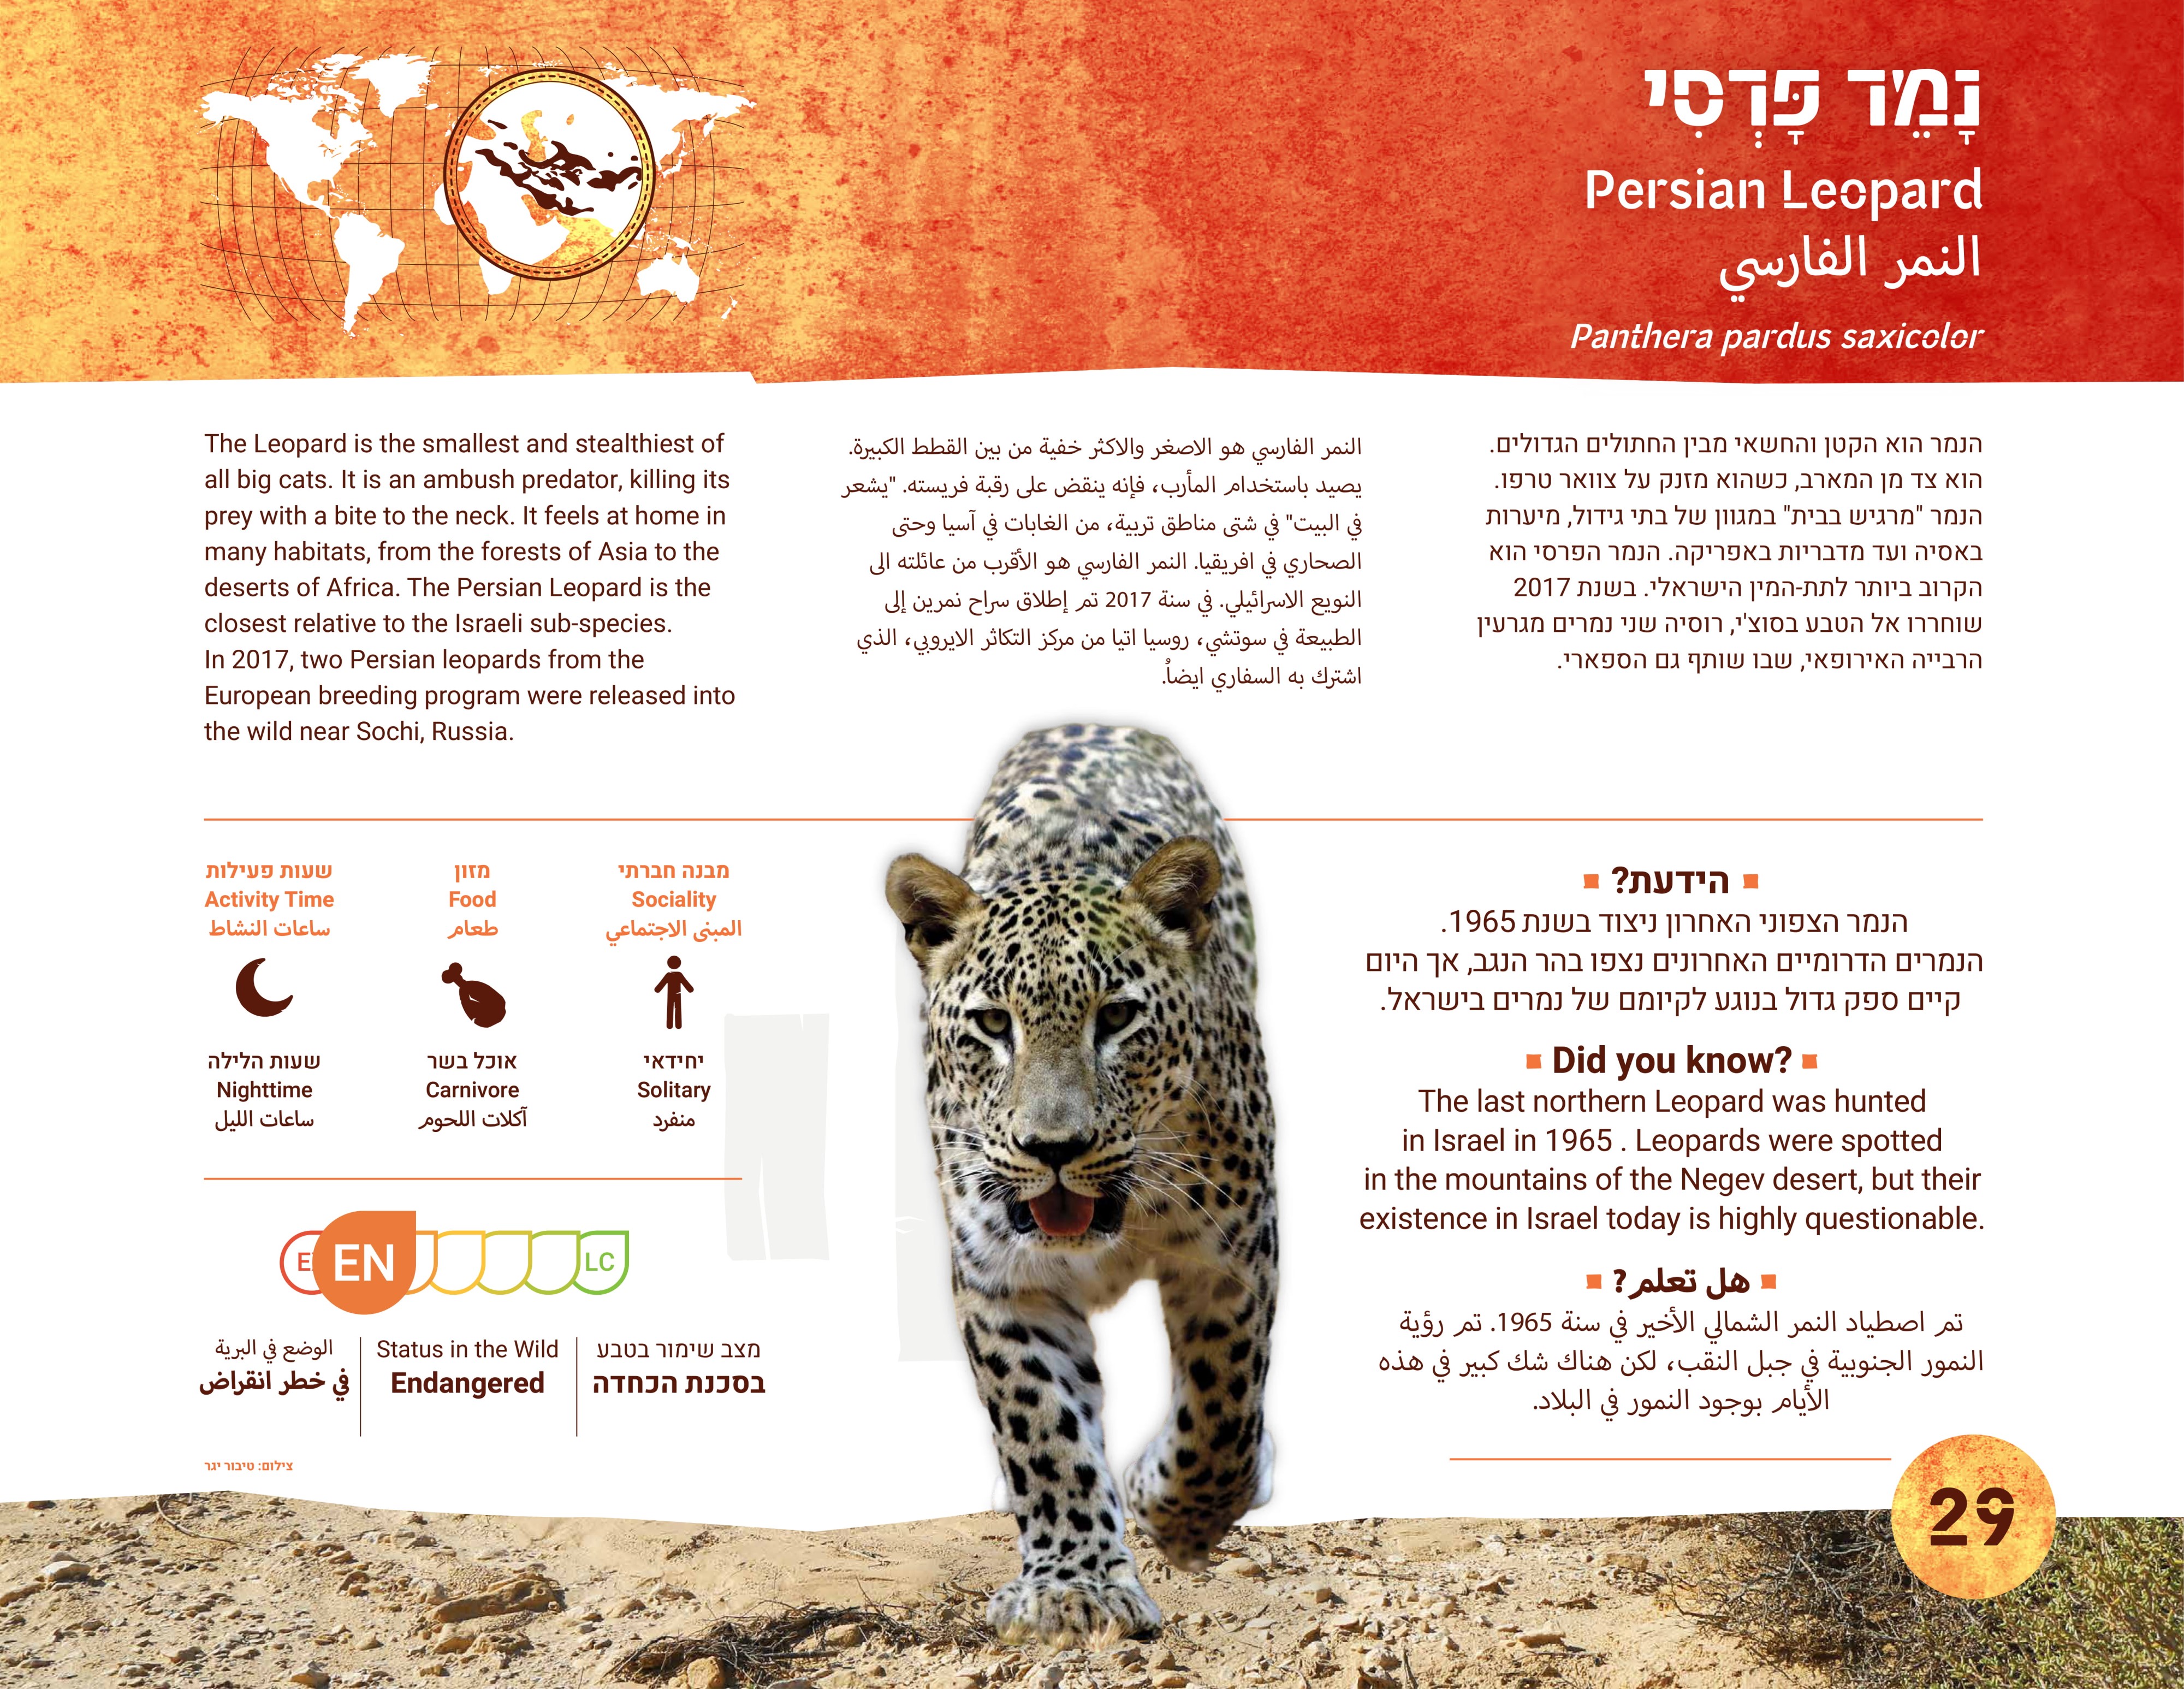 נָמֵר פָּרְסִי
Persian Leopard
النمر الفارسي
Panthera pardus saxicolor
הנמר הוא הקטן והחשאי מבין החתולים הגדולים.
הוא צד מן המארב, כשהוא מזנק על צוואר טרפו.
הנמר "מרגיש בבית" במגוון של בתי גידול, מיערות
באסיה ועד מדבריות באפריקה. הנמר הפרסי הוא
הקרוב ביותר לתת-המין הישראלי. בשנת 2017
שוחררו אל הטבע בסוצ'י, רוסיה שני נמרים מגרעין
הרבייה האירופאי, שבו שותף גם הספארי.
النمر الفارسي هو الاصغر والاكثر خفية من بين القطط الكبيرة.
يصيد باستخدام المأرب، فإنه ينقض على رقبة فريسته. "يشعر
في البيت" في شتى مناطق تربية، من الغابات في آسيا وحتى
الصحاري في افريقيا. النمر الفارسي هو الأقرب من عائلته الى
النويع الاسرائيلي. في سنة 2017 تم إطلاق سراح نمرين إلى
الطبيعة في سوتشي، روسيا اتيا من مركز التكاثر الايروبي، الذي
اشترك به السفاري ايضاُ.
The Leopard is the smallest and stealthiest of
all big cats. It is an ambush predator, killing its
prey with a bite to the neck. It feels at home in
many habitats, from the forests of Asia to the
deserts of Africa. The Persian Leopard is the
closest relative to the Israeli sub-species.
In 2017, two Persian leopards from the
European breeding program were released into
the wild near Sochi, Russia.
הידעת?
הנמר הצפוני האחרון ניצוד בשנת 1965.
הנמרים הדרומיים האחרונים נצפו בהר הנגב, אך היום
קיים ספק גדול בנוגע לקיומם של נמרים בישראל.
Did you know?
The last northern Leopard was hunted
in Israel in 1965 . Leopards were spotted
in the mountains of the Negev desert, but their
existence in Israel today is highly questionable.
هل تعلم؟
تم اصطياد النمر الشمالي الأخير في سنة 1965. تم رؤية
النمور الجنوبية في جبل النقب، لكن هناك شك كبير في هذه
الأيام بوجود النمور في البلاد.
מבנה חברתי
Sociality
المبنى الاجتماعي
יחידאי
Solitary
منفرد
מזון
Food
طعام
אוכל בשר
Carnivore
آكلات اللحوم
שעות פעילות
Activity Time
ساعات النشاط
שעות הלילה
Nighttime
ساعات الليل
EN
LC
מצב שימור בטבע
בסכנת הכחדה
Status in the Wild
Endangered
الوضع في البرية
في خطر انقراض
צילום: טיבור יגר
29